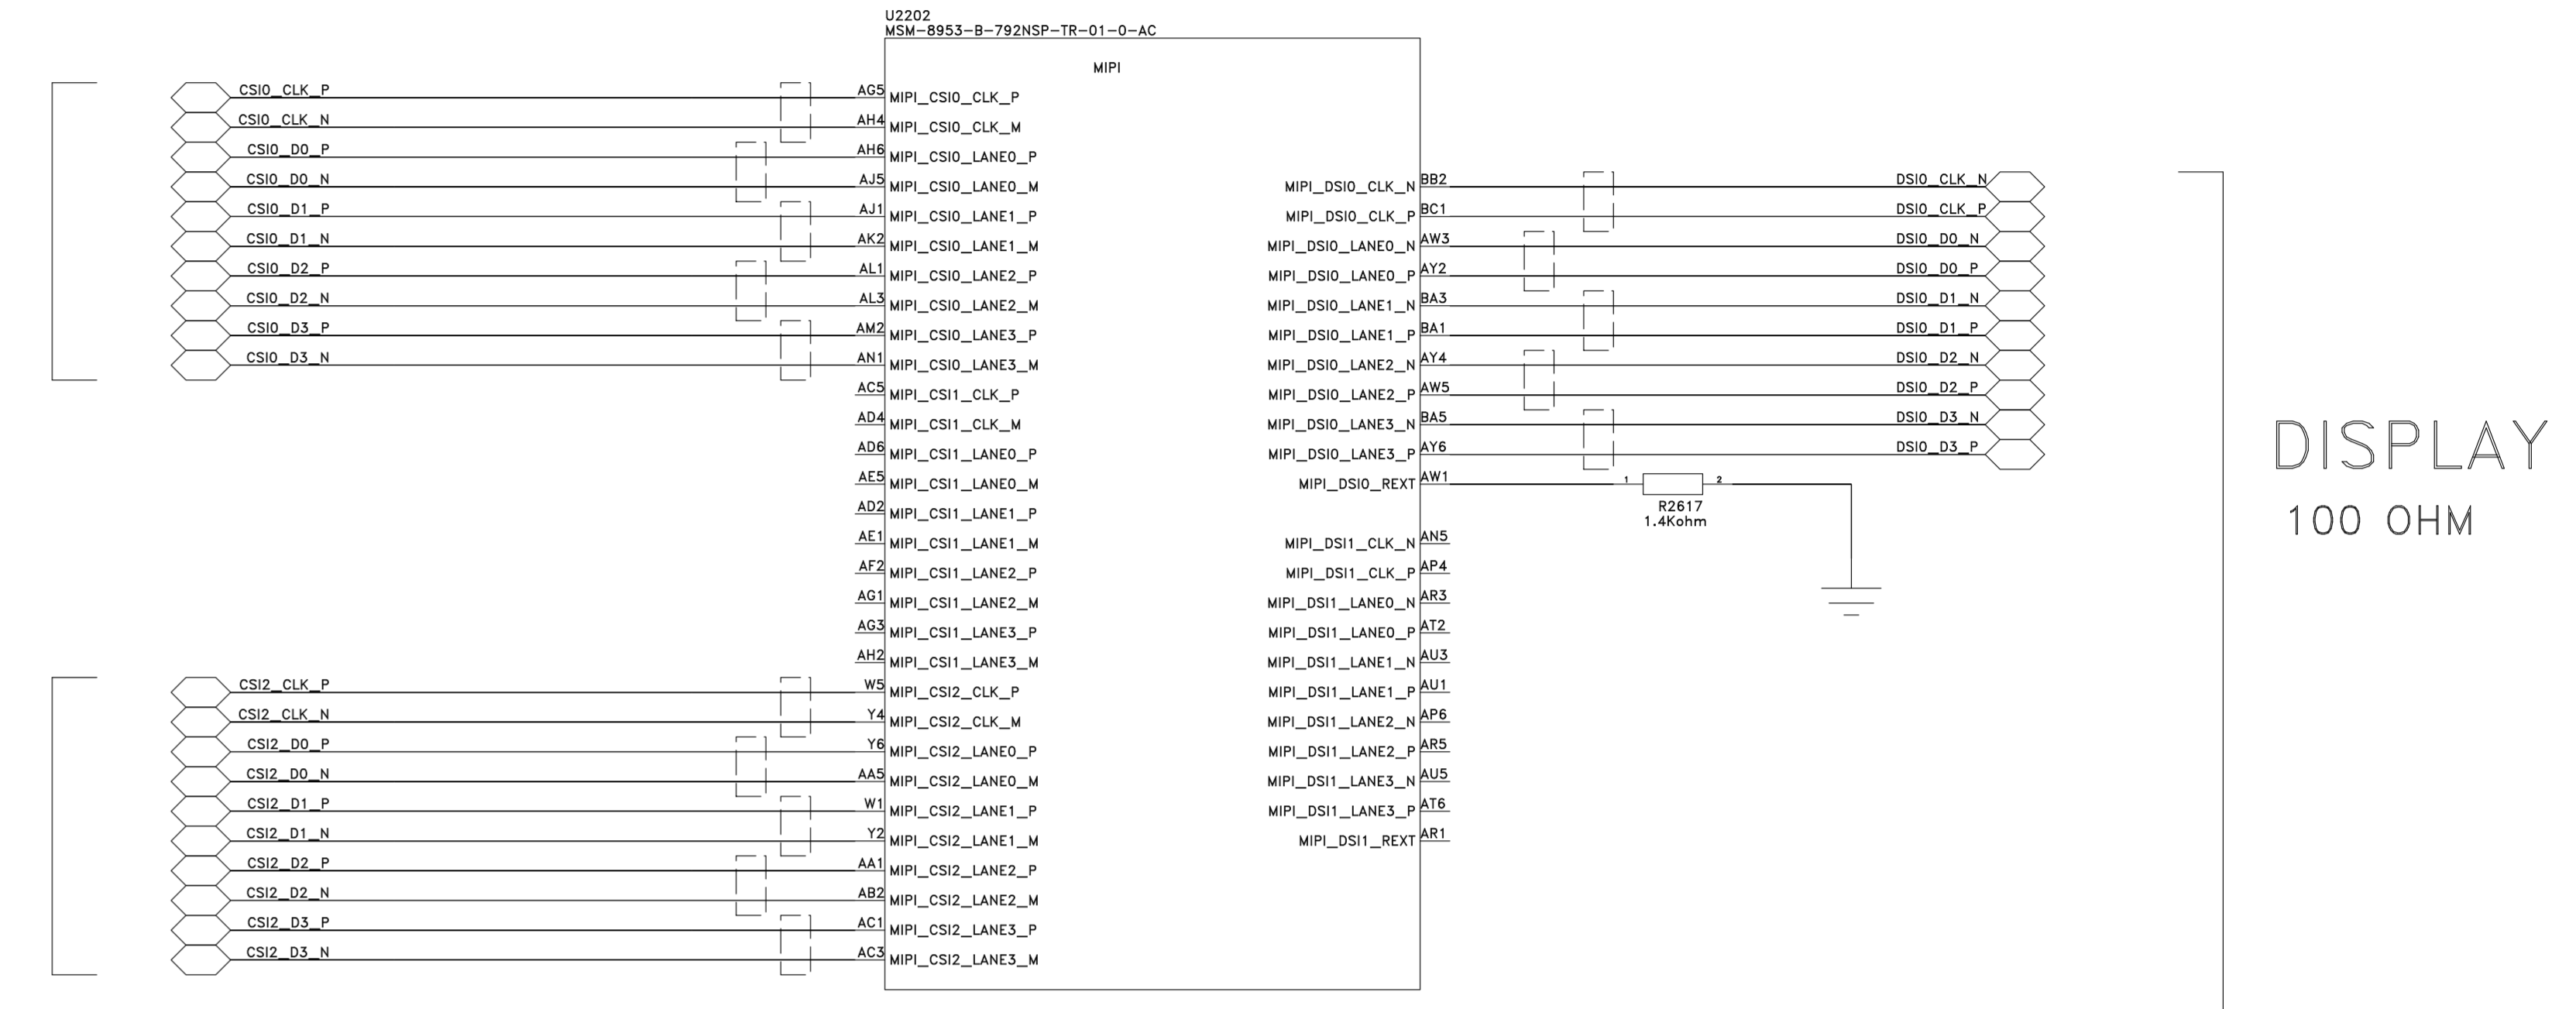 U2202
MSM-8953-B-792NSP-TR-01-0-AC
MIPI
CSI0_CLK_P AG5 MIPI_CSI0_CLK_P
CSI0_CLK_N AH4 MIPI_CSI0_CLK_M
CSI0_D0_P AH6 MIPI_CSI0_LANE0_P
CSI0_D0_N AJ5 MIPI_CSI0_LANE0_M MIPI_DSI0_CLK_N BB2 DSI0_CLK_N
CSI0_D1_P AJ1 MIPI_CSI0_LANE1_P MIPI_DSI0_CLK_P BC1 DSI0_CLK_P
CSI0_D1_N AK2 MIPI_CSI0_LANE1_M MIPI_DSI0_LANE0_N AW3 DSI0_D0_N
CSI0_D2_P AL1 MIPI_CSI0_LANE2_P MIPI_DSI0_LANE0_P AY2 DSI0_D0_P
CSI0_D2_N AL3 MIPI_CSI0_LANE2_M MIPI_DSI0_LANE1_N BA3 DSI0_D1_N
CSI0_D3_P AM2 MIPI_CSI0_LANE3_P MIPI_DSI0_LANE1_P BA1 DSI0_D1_P
CSI0_D3_N AN1 MIPI_CSI0_LANE3_M MIPI_DSI0_LANE2_N AY4 DSI0_D2_N
AC5 MIPI_CSI1_CLK_P MIPI_DSI0_LANE2_P AW5 DSI0_D2_P
AD4 MIPI_CSI1_CLK_M MIPI_DSI0_LANE3_N BA5 DSI0_D3_N
AD6 MIPI_CSI1_LANE0_P MIPI_DSI0_LANE3_P AY6 DSI0_D3_P
DISPLAY
AE5 MIPI_CSI1_LANE0_M MIPI_DSI0_REXT AW1 1 2
R2617
AD2 MIPI_CSI1_LANE1_P
1.4Kohm
100 OHM
AE1 MIPI_CSI1_LANE1_M MIPI_DSI1_CLK_N AN5
AF2 MIPI_CSI1_LANE2_P MIPI_DSI1_CLK_P AP4
AG1 MIPI_CSI1_LANE2_M MIPI_DSI1_LANE0_N AR3
AG3 MIPI_CSI1_LANE3_P MIPI_DSI1_LANE0_P AT2
AH2 MIPI_CSI1_LANE3_M MIPI_DSI1_LANE1_N AU3
CSI2_CLK_P W5 MIPI_CSI2_CLK_P MIPI_DSI1_LANE1_P AU1
CSI2_CLK_N Y4 MIPI_CSI2_CLK_M MIPI_DSI1_LANE2_N AP6
CSI2_D0_P Y6 MIPI_CSI2_LANE0_P MIPI_DSI1_LANE2_P AR5
CSI2_D0_N AA5 MIPI_CSI2_LANE0_M MIPI_DSI1_LANE3_N AU5
CSI2_D1_P W1 MIPI_CSI2_LANE1_P MIPI_DSI1_LANE3_P AT6
CSI2_D1_N Y2 MIPI_CSI2_LANE1_M MIPI_DSI1_REXT AR1
CSI2_D2_P AA1 MIPI_CSI2_LANE2_P
CSI2_D2_N AB2 MIPI_CSI2_LANE2_M
CSI2_D3_P AC1 MIPI_CSI2_LANE3_P
CSI2_D3_N AC3 MIPI_CSI2_LANE3_M